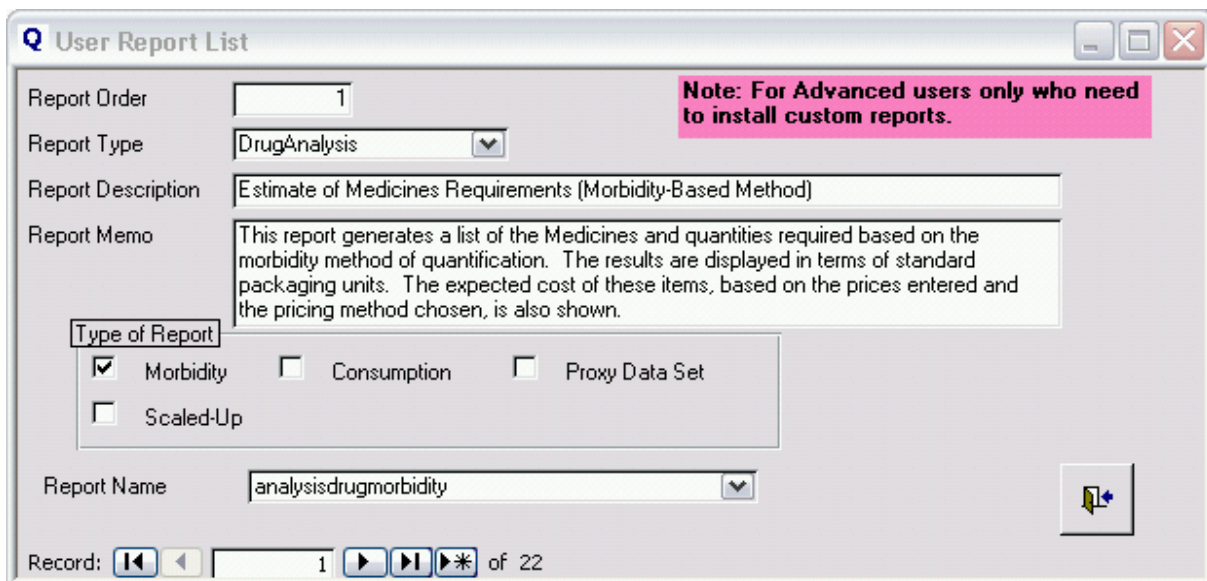 Q User Report List
Report Order 1
Note: For Advanced users only who need
to install custom reports.
Report Type DrugAnalysis
Report Description Estimate of Medicines Requirements (Morbidity-Based Method)
Report Memo This report generates a list of the Medicines and quantities required based on the
morbidity method of quantification. The results are displayed in terms of standard
packaging units. The expected cost of these items, based on the prices entered and
the pricing method chosen, is also shown.
Type of Report
Morbidity Consumption Proxy Data Set
Scaled-Up
Report Name analysisdrugmorbidity
Record: 1 of 22